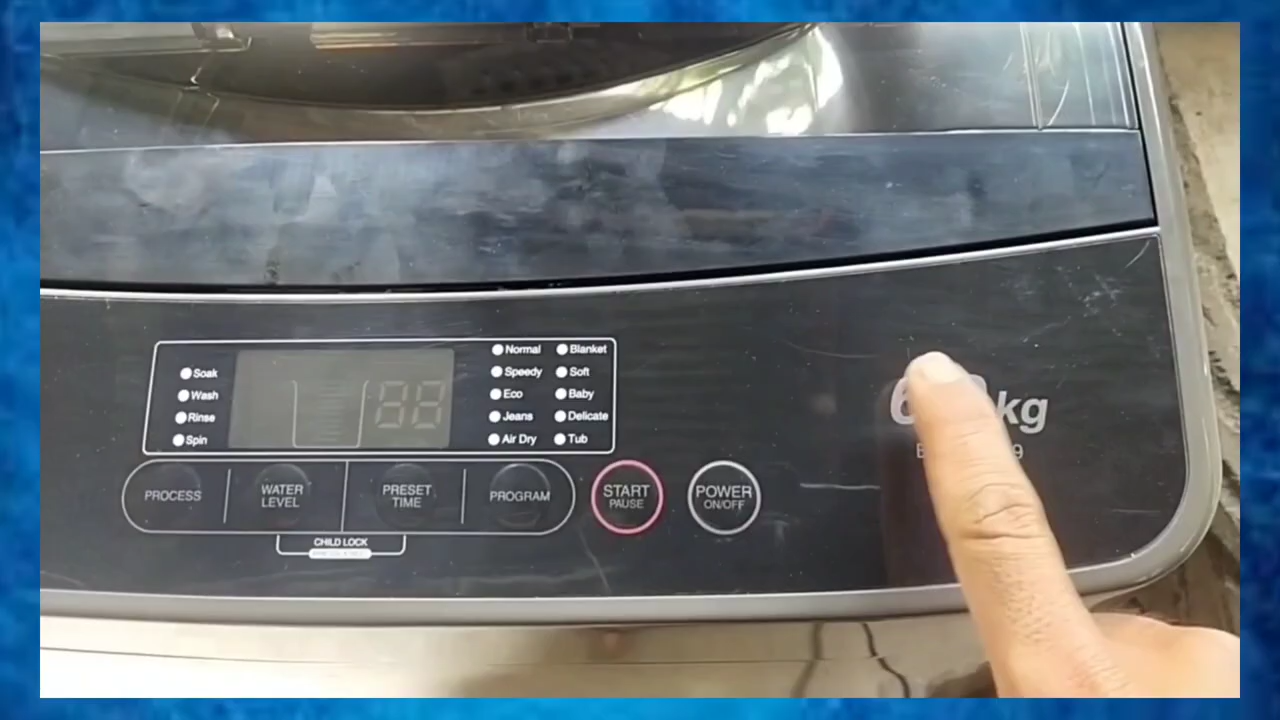 Soak
Wash
Rinse
Spin
88
Normal
Speedy
Eco
Jeans
Air Dry
Blanket
Soft
Baby
Delicate
Tub
PROCESS
WATER
LEVEL
PRESET
TIME
PROGRAM
START
PAUSE
POWER
ON/OFF
CHILD LOCK
kg